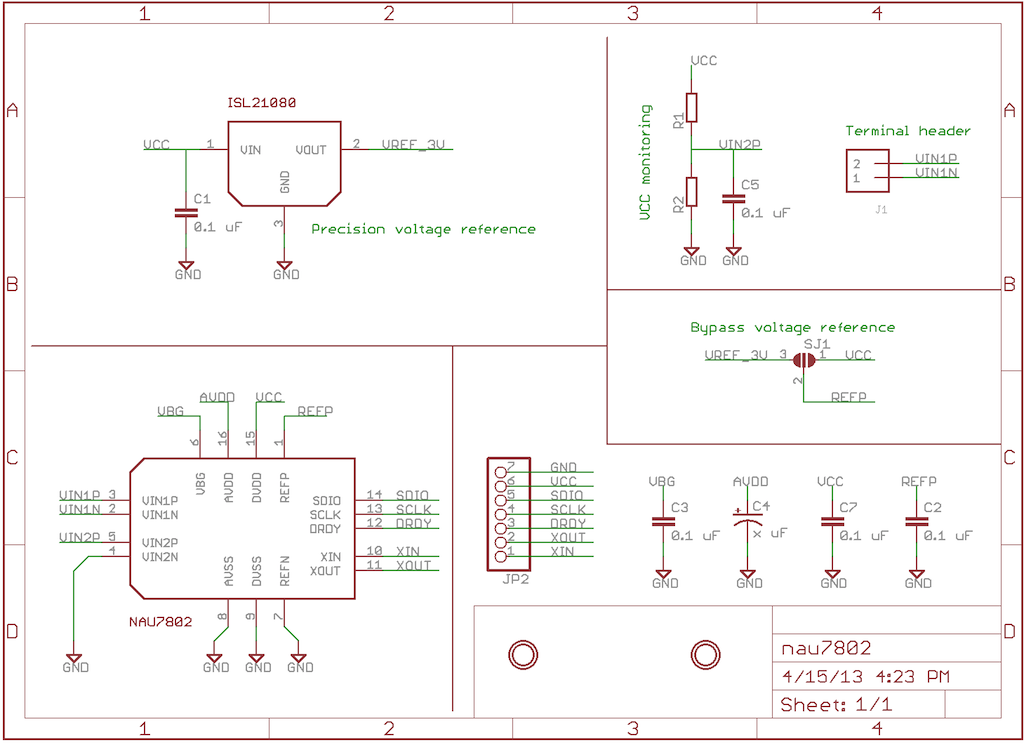 1 2 3 4
A A
B B
C C
D D
1 2 3 4
ISL21080
VCC 1 VIN VOUT 2 VREF_3V
GND
3
C1
0.1 uF
GND GND
Precision voltage reference
VCC monitoring
VCC
R1
VIN2P
R2
C5
0.1 uF
GND GND
Terminal header
2 VIN1P
1 VIN1N
J1
Bypass voltage reference
SJ1
VREF_3V 3 1 VCC
2
REFP
VBG AVDD VCC REFP
6 16 15 1
VBG AVDD DVDD REFP
VIN1P 3 VIN1P SDIO 14 SDIO
VIN1N 2 VIN1N SCLK 13 SCLK
DRDY 12 DRDY
VIN2P 5 VIN2P
4 VIN2N XIN 10 XIN
XOUT 11 XOUT
AVSS DVSS REFN
8 9 7
NAU7802
GND GND GND GND
7 GND
6 VCC
5 SDIO
4 SCLK
3 DRDY
2 XOUT
1 XIN
JP2
VBG AVDD VCC REFP
C3 C4 C7 C2
0.1 uF x uF 0.1 uF 0.1 uF
GND GND GND GND
nau7802
4/15/13 4:23 PM
Sheet: 1/1